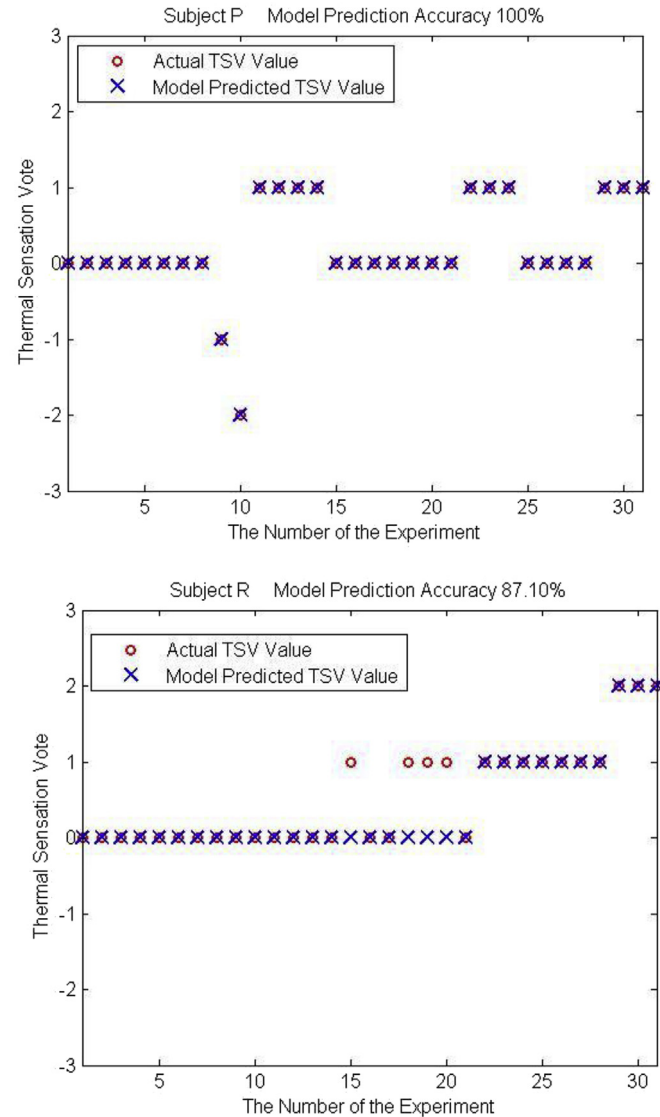 Subject P Model Prediction Accuracy 100%
3
Actual TSV Value
Model Predicted TSV Value
2
1
0
-1
-2
-3
Thermal Sensation Vote
5 10 15 20 25 30
The Number of the Experiment
Subject R Model Prediction Accuracy 87.10%
3
Actual TSV Value
Model Predicted TSV Value
2
1
0
-1
-2
-3
Thermal Sensation Vote
5 10 15 20 25 30
The Number of the Experiment